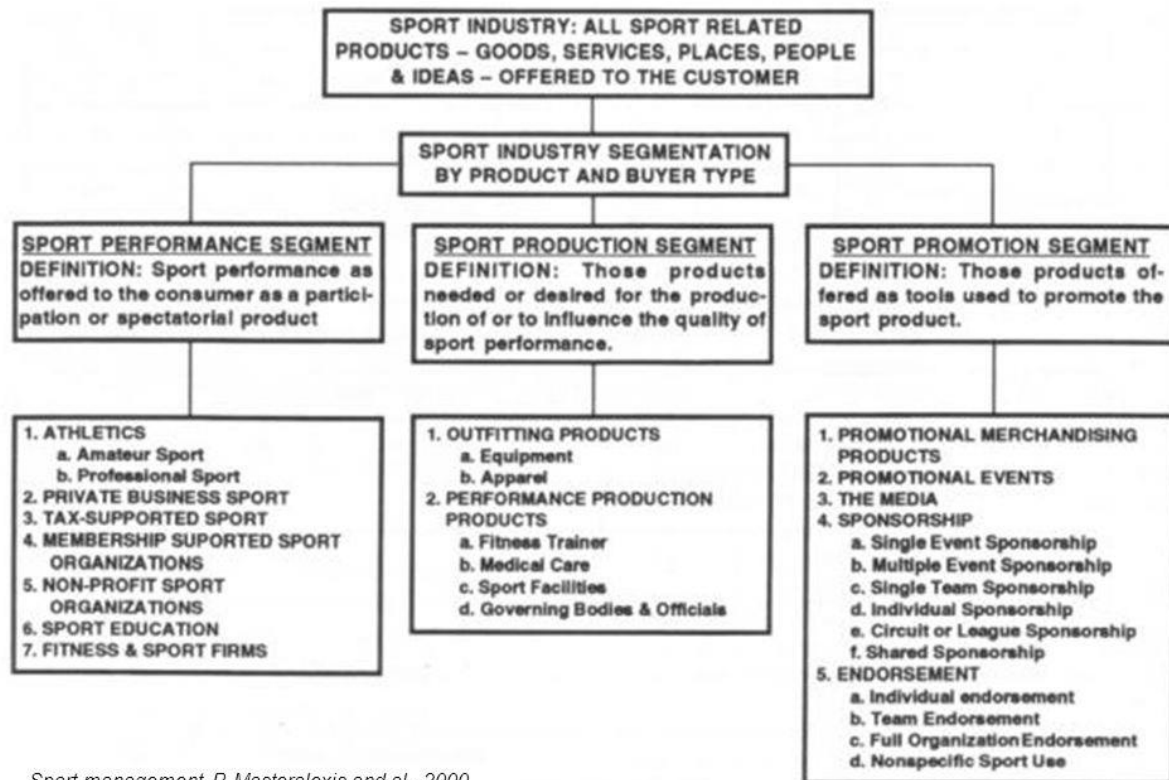 SPORT INDUSTRY: ALL SPORT RELATED
PRODUCTS – GOODS, SERVICES, PLACES, PEOPLE
& IDEAS – OFFERED TO THE CUSTOMER
SPORT INDUSTRY SEGMENTATION
BY PRODUCT AND BUYER TYPE
SPORT PERFORMANCE SEGMENT
DEFINITION: Sport performance as
offered to the consumer as a partici-
pation or spectatorial product
SPORT PRODUCTION SEGMENT
DEFINITION: Those products
needed or desired for the produc-
tion of or to influence the quality of
sport performance.
SPORT PROMOTION SEGMENT
DEFINITION: Those products of-
fered as tools used to promote the
sport product.
1. ATHLETICS
a. Amateur Sport
b. Professional Sport
2. PRIVATE BUSINESS SPORT
3. TAX-SUPPORTED SPORT
4. MEMBERSHIP SUPORTED SPORT
ORGANIZATIONS
5. NON-PROFIT SPORT
ORGANIZATIONS
6. SPORT EDUCATION
7. FITNESS & SPORT FIRMS
1. OUTFITTING PRODUCTS
a. Equipment
b. Apparel
2. PERFORMANCE PRODUCTION
PRODUCTS
a. Fitness Trainer
b. Medical Care
c. Sport Facilities
d. Governing Bodies & Officials
1. PROMOTIONAL MERCHANDISING
PRODUCTS
2. PROMOTIONAL EVENTS
3. THE MEDIA
4. SPONSORSHIP
a. Single Event Sponsorship
b. Multiple Event Sponsorship
c. Single Team Sponsorship
d. Individual Sponsorship
e. Circuit or League Sponsorship
f. Shared Sponsorship
5. ENDORSEMENT
a. Individual endorsement
b. Team Endorsement
c. Full Organization Endorsement
d. Nonspecific Sport Use
Sport management, P. Masteralexis and al.